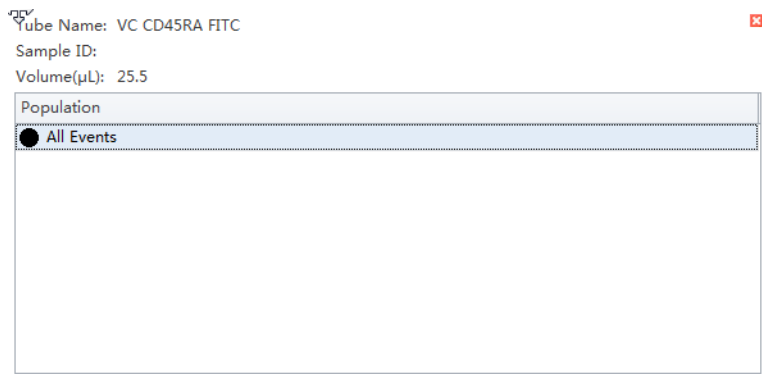 Tube Name: VC CD45RA FITC
Sample ID:
Volume(μL): 25.5
Population
All Events